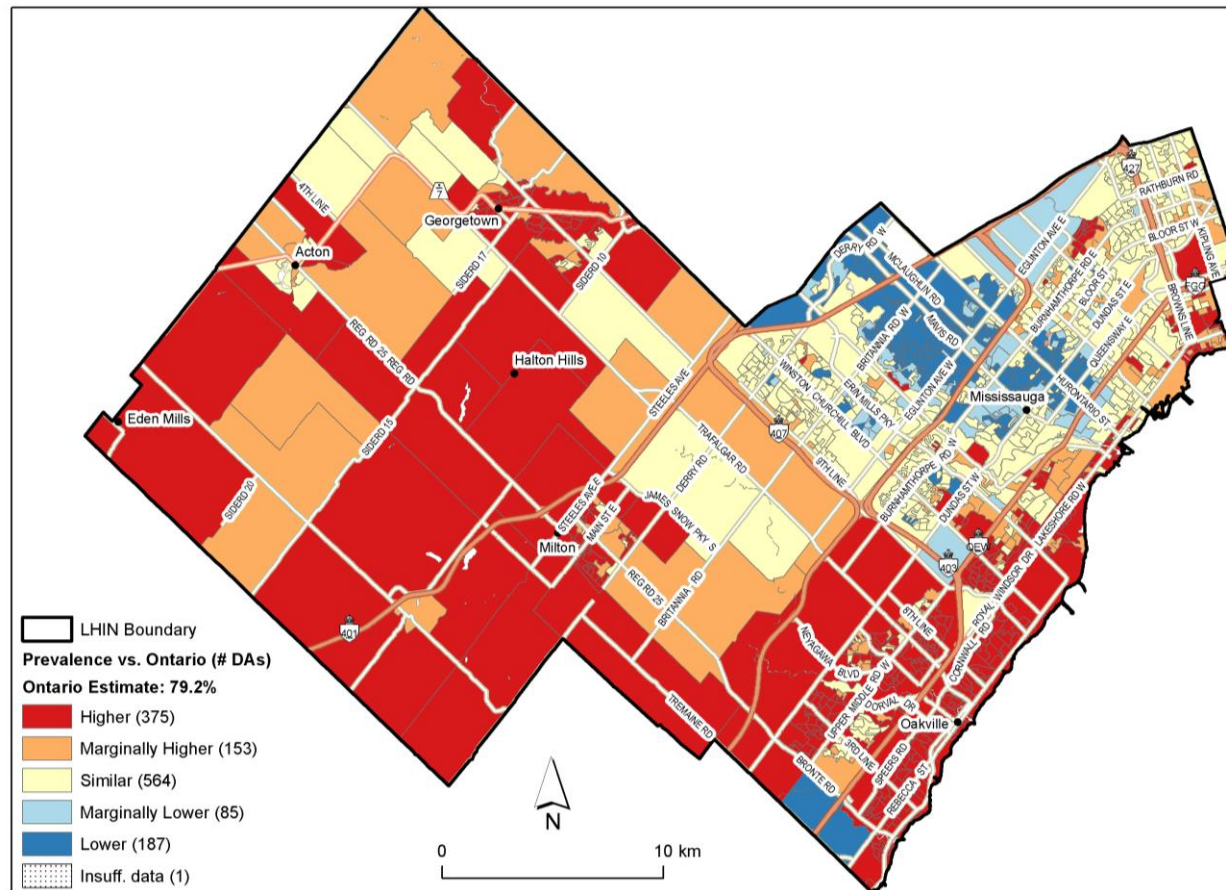 427
RATHBURN RD
EGLINTON AVE E
BLOOR ST W
KIPLING AVE
DERRY RD W
MCLAUGHLIN RD
4TH LINE
7
Georgetown
Acton
SIDERD 17
SIDERD 10
BURNHAMTHORPE RD E
BLOOR ST
DUNDAS ST E
QUEENSWAY E
BROWNS LINE
MAVIS RD
BRITANNIA RD W
REG RD 25 REG RD
Halton Hills
STEELES AVE
WINSTON CHURCHILL BLVD
ERIN MILLS PKY
EGLINTON AVE W
HURONTARIO ST
Mississauga
Eden Mills
SIDERD 15
TRAFALGAR RD
407
9TH LINE
BURNHAMTHORPE RD W
DUNDAS ST W
SIDERD 20
DERRY RD
STEELES AVE E
MAIN ST E
JAMES SNOW PKY S
Milton
REG RD 25
BRITANNIA RD
QEW
403
LAKESHORE RD W
ROYAL WINDSOR DR
CORNWALL RD
8TH LINE
NEYAGAWA BLVD
UPPER MIDDLE RD W
DORVAL DR
Oakville
3RD LINE
SPEERS RD
REBECCA ST
BRONTE RD
TREMAINE RD
401
LHIN Boundary
Prevalence vs. Ontario (# DAs)
Ontario Estimate: 79.2%
Higher (375)
Marginally Higher (153)
Similar (564)
Marginally Lower (85)
Lower (187)
Insuff. data (1)
N
0 10 km